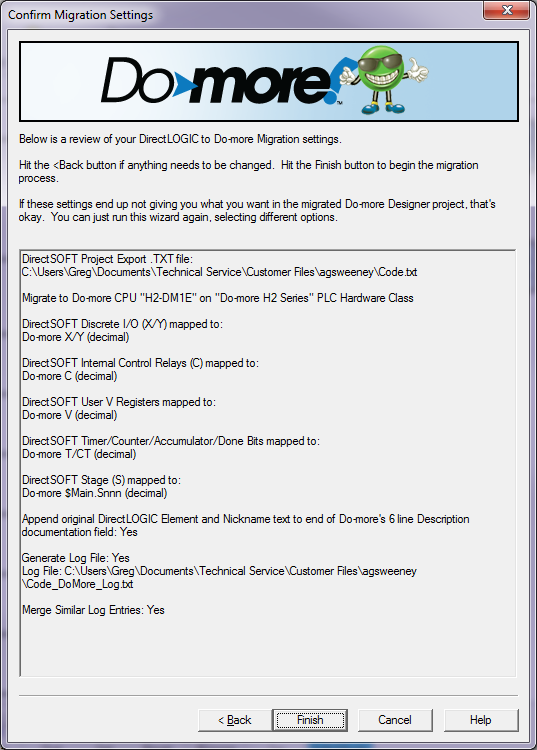 Confirm Migration Settings
Do-more!™
Below is a review of your DirectLOGIC to Do-more Migration settings.
Hit the <Back button if anything needs to be changed. Hit the Finish button to begin the migration
process.
If these settings end up not giving you what you want in the migrated Do-more Designer project, that's
okay. You can just run this wizard again, selecting different options.
DirectSOFT Project Export .TXT file:
C:\Users\Greg\Documents\Technical Service\Customer Files\agsweeney\Code.txt
Migrate to Do-more CPU "H2-DM1E" on "Do-more H2 Series" PLC Hardware Class
DirectSOFT Discrete I/O (X/Y) mapped to:
Do-more X/Y (decimal)
DirectSOFT Internal Control Relays (C) mapped to:
Do-more C (decimal)
DirectSOFT User V Registers mapped to:
Do-more V (decimal)
DirectSOFT Timer/Counter/Accumulator/Done Bits mapped to:
Do-more T/CT (decimal)
DirectSOFT Stage (S) mapped to:
Do-more $Main.Snnn (decimal)
Append original DirectLOGIC Element and Nickname text to end of Do-more's 6 line Description
documentation field: Yes
Generate Log File: Yes
Log File: C:\Users\Greg\Documents\Technical Service\Customer Files\agsweeney
\Code_DoMore_Log.txt
Merge Similar Log Entries: Yes
< Back
Finish
Cancel
Help